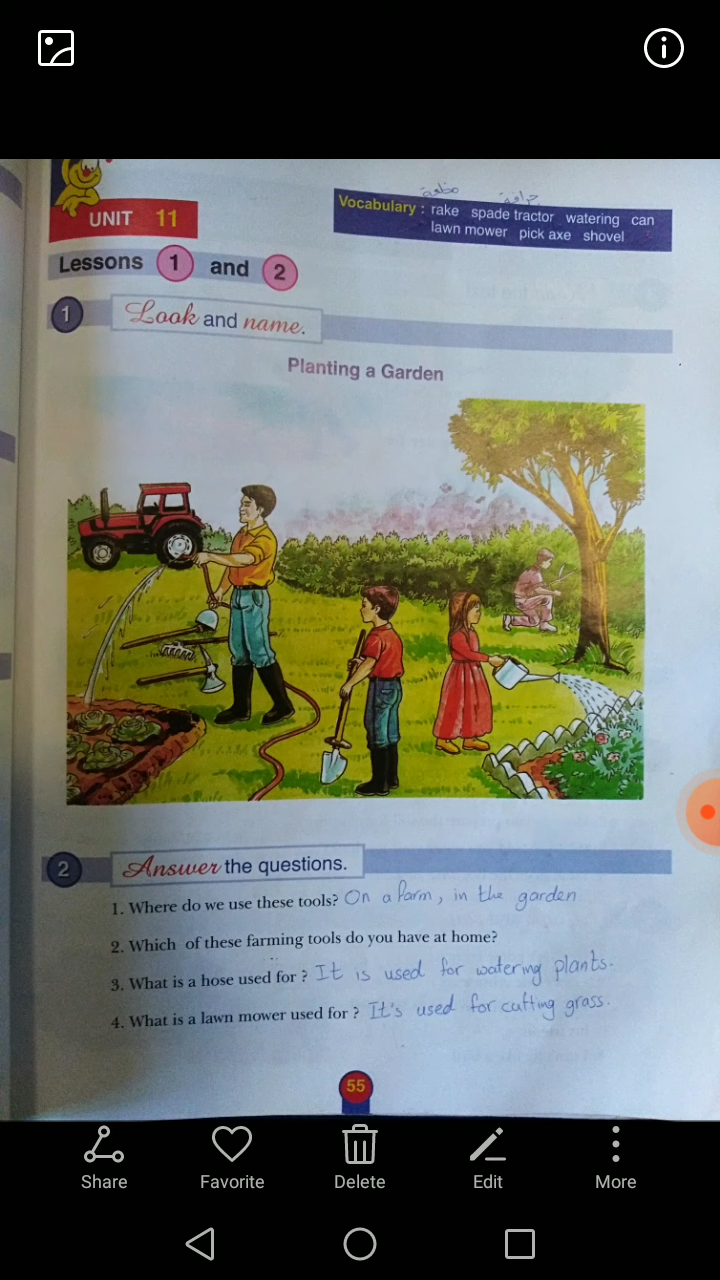 UNIT 11
Vocabulary : rake spade tractor watering can
lawn mower pick axe shovel
Lessons 1 and 2
1 Look and name.
Planting a Garden
2 Answer the questions.
1. Where do we use these tools? On a farm, in the garden
2. Which of these farming tools do you have at home?
3. What is a hose used for ? It is used for watering plants.
4. What is a lawn mower used for ? It's used for cutting grass.
55
Share Favorite Delete Edit More